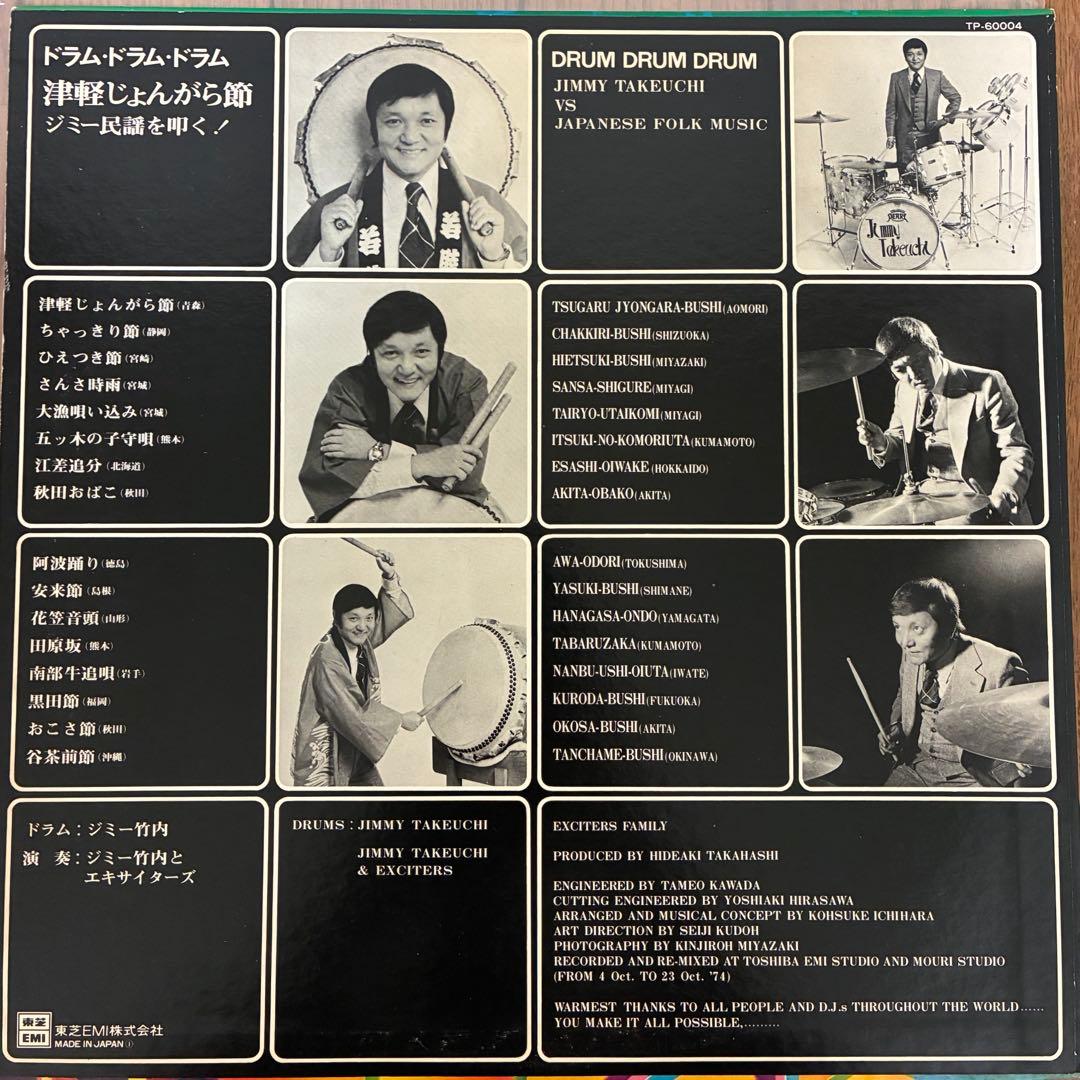 TP-60004
ドラム・ドラム・ドラム
津軽じょんがら節
ジミー民謡を叩く!
若
若
DRUM DRUM DRUM
JIMMY TAKEUCHI
VS
JAPANESE FOLK MUSIC
PEARL
Jimmy
Takeuchi
津軽じょんがら節(青森)
ちゃっきり節(静岡)
ひえつき節(宮崎)
さんさ時雨(宮城)
大漁唄い込み(宮城)
五ッ木の子守唄(熊本)
江差追分(北海道)
秋田おばこ(秋田)
TSUGARU JYONGARA-BUSHI(AOMORI)
CHAKKIRI-BUSHI(SHIZUOKA)
HIETSUKI-BUSHI(MIYAZAKI)
SANSA-SHIGURE(MIYAGI)
TAIRYO-UTAIKOMI(MIYAGI)
ITSUKI-NO-KOMORIUTA(KUMAMOTO)
ESASHI-OIWAKE(HOKKAIDO)
AKITA-OBAKO(AKITA)
阿波踊り(徳島)
安来節(島根)
花笠音頭(山形)
田原坂(熊本)
南部牛追唄(岩手)
黒田節(福岡)
おこさ節(秋田)
谷茶前節(沖縄)
AWA-ODORI(TOKUSHIMA)
YASUKI-BUSHI(SHIMANE)
HANAGASA-ONDO(YAMAGATA)
TABARUZAKA(KUMAMOTO)
NANBU-USHI-OIUTA(IWATE)
KURODA-BUSHI(FUKUOKA)
OKOSA-BUSHI(AKITA)
TANCHAME-BUSHI(OKINAWA)
ドラム:ジミー竹内
演 奏:ジミー竹内と
エキサイターズ
東芝
EMI
東芝EMI株式会社
MADE IN JAPAN ①
DRUMS : JIMMY TAKEUCHI
JIMMY TAKEUCHI
& EXCITERS
EXCITERS FAMILY
PRODUCED BY HIDEAKI TAKAHASHI
ENGINEERED BY TAMEO KAWADA
CUTTING ENGINEERED BY YOSHIAKI HIRASAWA
ARRANGED AND MUSICAL CONCEPT BY KOHSUKE ICHIHARA
ART DIRECTION BY SEIJI KUDOH
PHOTOGRAPHY BY KINJIROH MIYAZAKI
RECORDED AND RE-MIXED AT TOSHIBA EMI STUDIO AND MOURI STUDIO
(FROM 4 Oct. TO 23 Oct. '74)
WARMEST THANKS TO ALL PEOPLE AND D.J.s THROUGHOUT THE WORLD......
YOU MAKE IT ALL POSSIBLE,.........